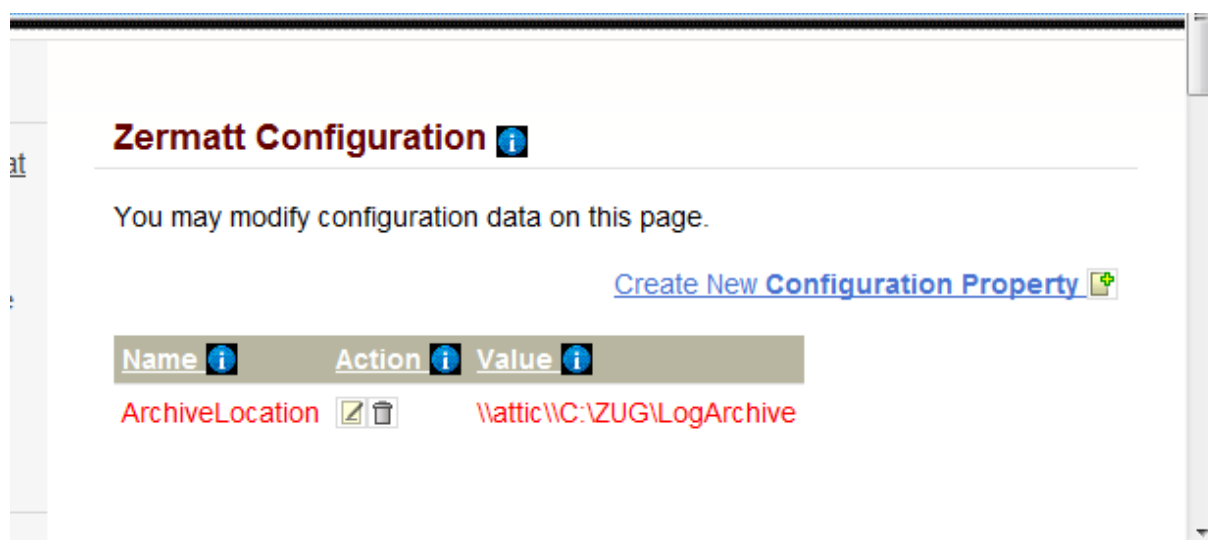 Zermatt Configuration
at
You may modify configuration data on this page.
Create New Configuration Property
Name Action Value
ArchiveLocation \\attic\\C:\ZUG\LogArchive